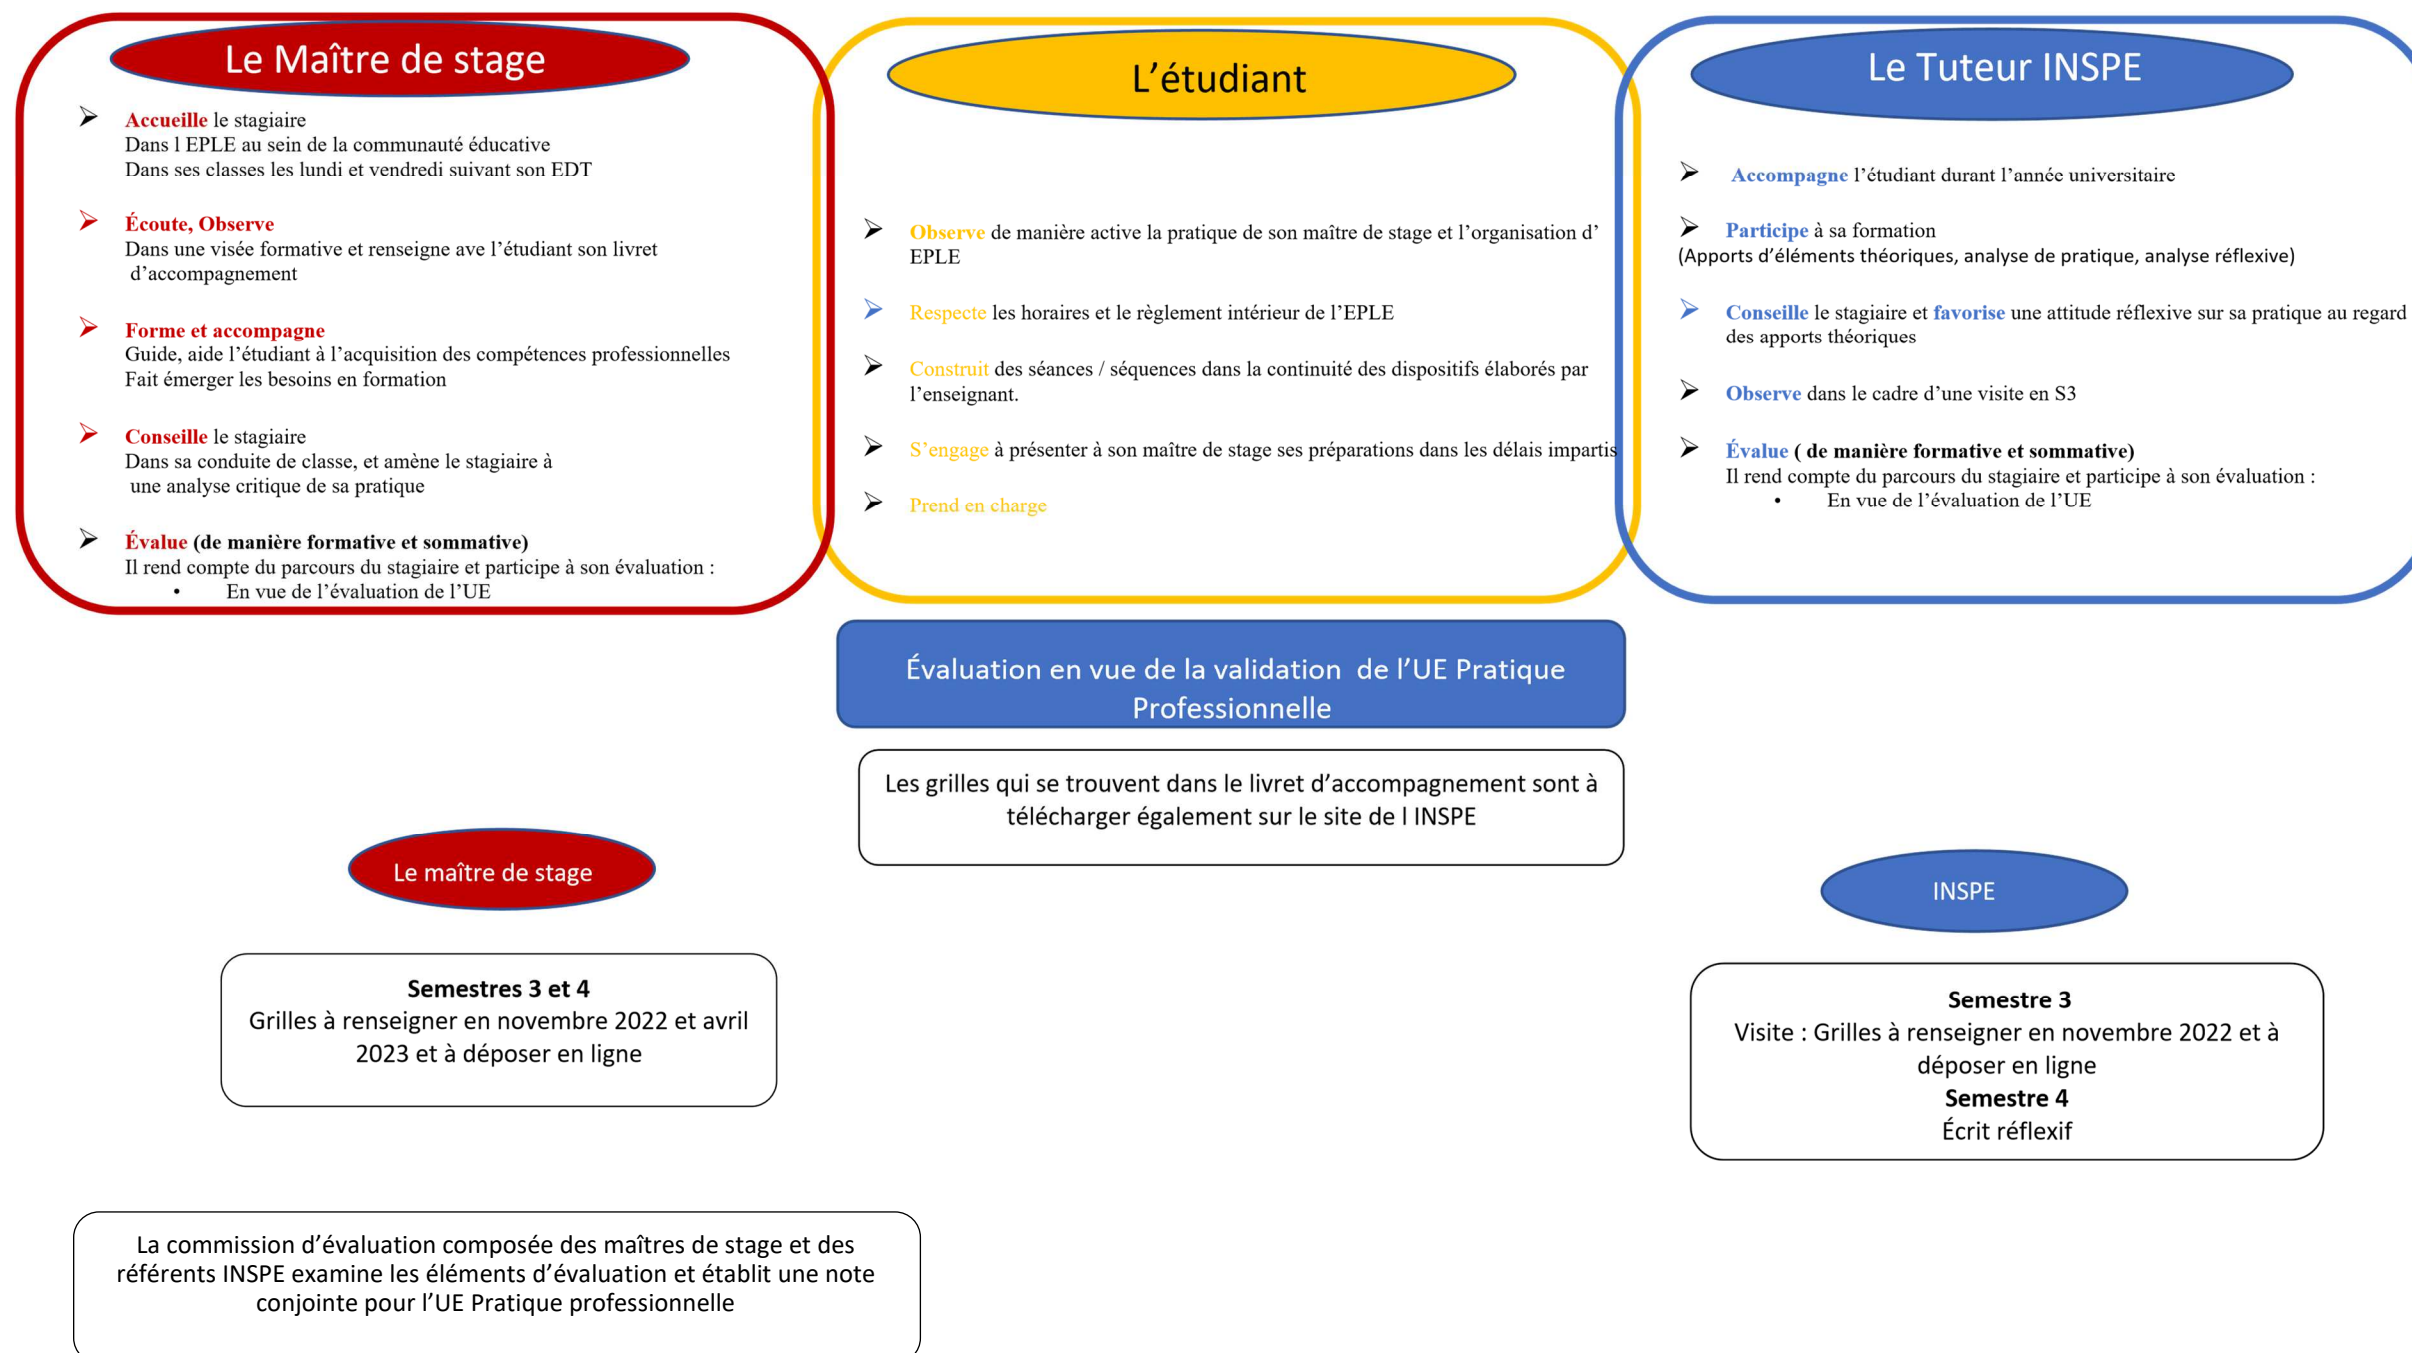 Le Maître de stage
Accueille le stagiaire
Dans l EPLE au sein de la communauté éducative
Dans ses classes les lundi et vendredi suivant son EDT
Écoute, Observe
Dans une visée formative et renseigne ave l’étudiant son livret
d’accompagnement
Forme et accompagne
Guide, aide l’étudiant à l’acquisition des compétences professionnelles
Fait émerger les besoins en formation
Conseille le stagiaire
Dans sa conduite de classe, et amène le stagiaire à
une analyse critique de sa pratique
Évalue (de manière formative et sommative)
Il rend compte du parcours du stagiaire et participe à son évaluation :
• En vue de l’évaluation de l’UE
L’étudiant
Observe de manière active la pratique de son maître de stage et l’organisation d’
EPLE
Respecte les horaires et le règlement intérieur de l’EPLE
Construit des séances / séquences dans la continuité des dispositifs élaborés par
l’enseignant.
S’engage à présenter à son maître de stage ses préparations dans les délais impartis
Prend en charge
Le Tuteur INSPE
Accompagne l’étudiant durant l’année universitaire
Participe à sa formation
(Apports d’éléments théoriques, analyse de pratique, analyse réflexive)
Conseille le stagiaire et favorise une attitude réflexive sur sa pratique au regard
des apports théoriques
Observe dans le cadre d’une visite en S3
Évalue ( de manière formative et sommative)
Il rend compte du parcours du stagiaire et participe à son évaluation :
• En vue de l’évaluation de l’UE
Évaluation en vue de la validation de l’UE Pratique
Professionnelle
Les grilles qui se trouvent dans le livret d’accompagnement sont à
télécharger également sur le site de l INSPE
Le maître de stage
Semestres 3 et 4
Grilles à renseigner en novembre 2022 et avril
2023 et à déposer en ligne
INSPE
Semestre 3
Visite : Grilles à renseigner en novembre 2022 et à
déposer en ligne
Semestre 4
Écrit réflexif
La commission d’évaluation composée des maîtres de stage et des
référents INSPE examine les éléments d’évaluation et établit une note
conjointe pour l’UE Pratique professionnelle